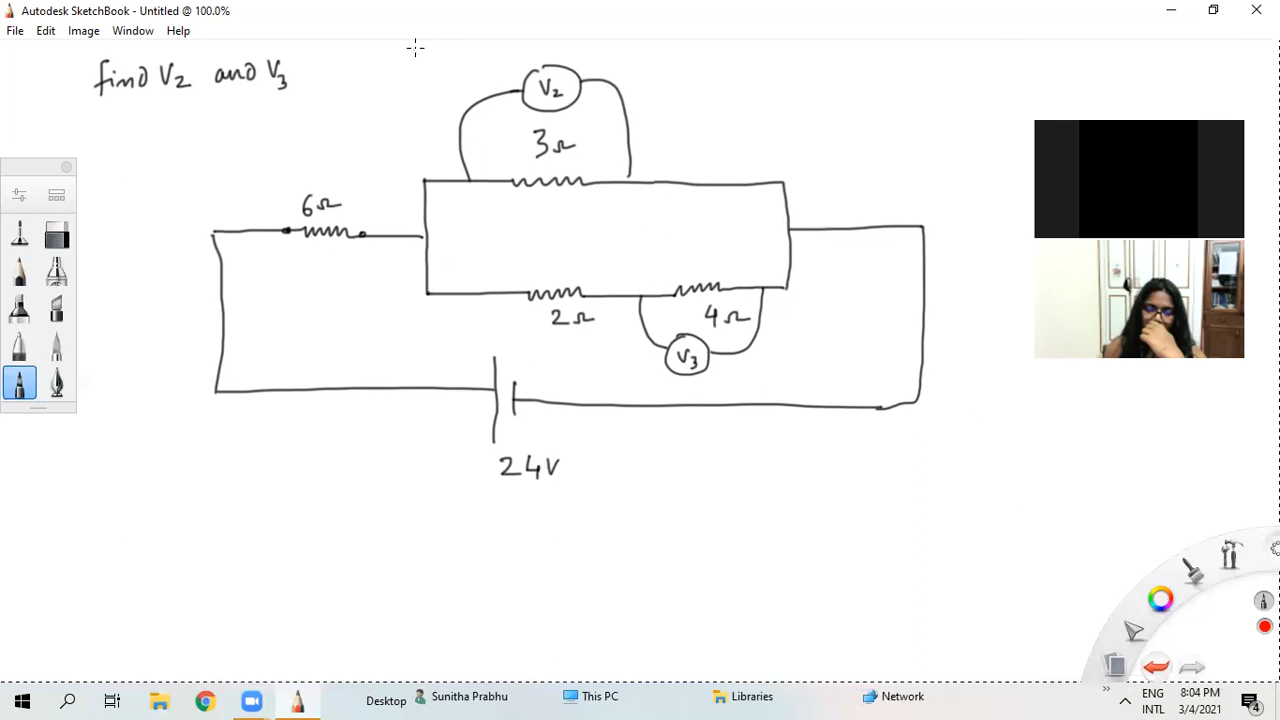 Autodesk SketchBook - Untitled @ 100.0%
File Edit Image Window Help
find V2 and V3
V2
3Ω
6Ω
2Ω
4Ω
V3
24V
Desktop
Sunitha Prabhu
This PC
Libraries
Network
ENG
INTL
8:04 PM
3/4/2021
4